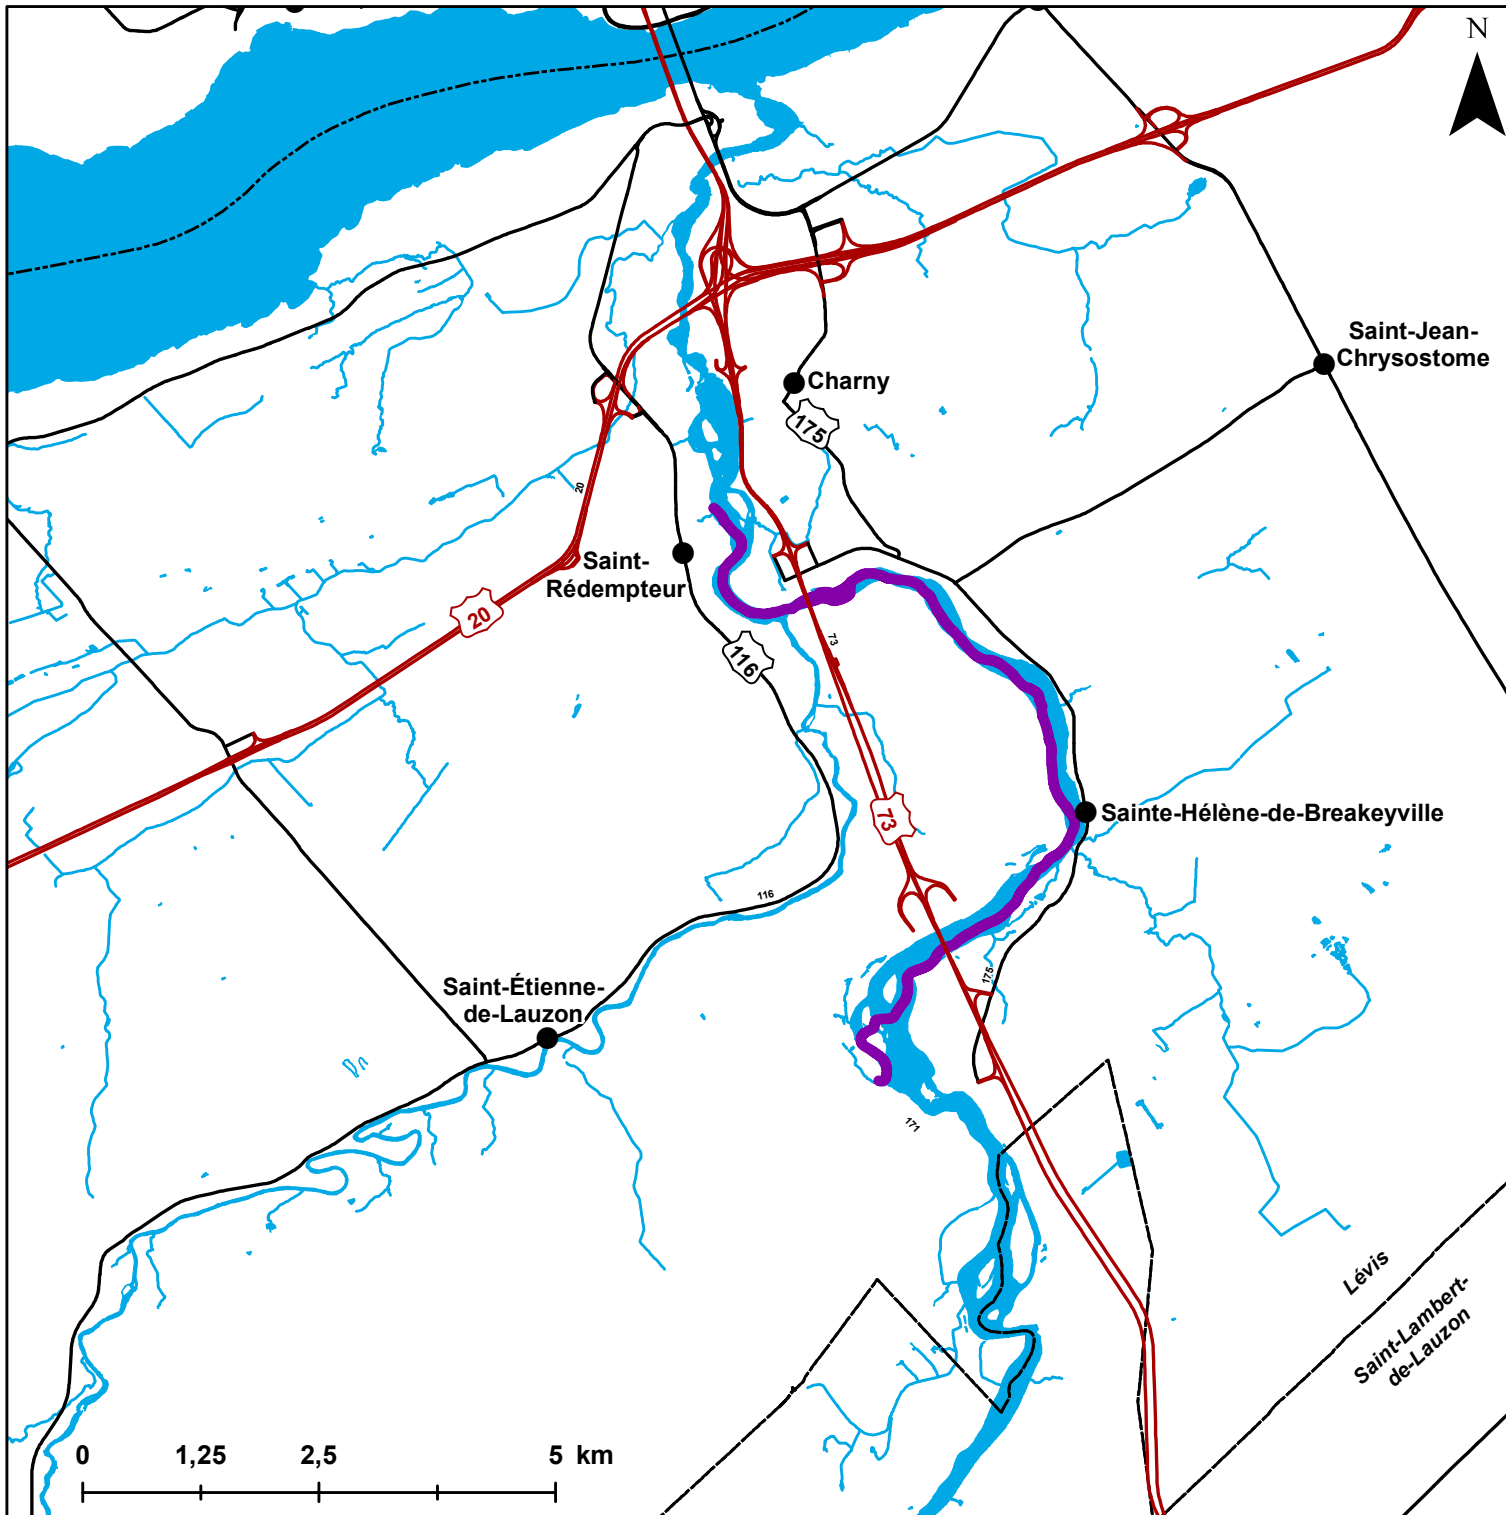 N
Saint-Jean-
Chrysostome
Charny
175
20
Saint-
Rédempteur
20
73
116
73
Sainte-Hélène-de-Breakeyville
116
175
Saint-Étienne-
de-Lauzon
171
Lévis
Saint-Lambert-
de-Lauzon
0 1,25 2,5 5 km